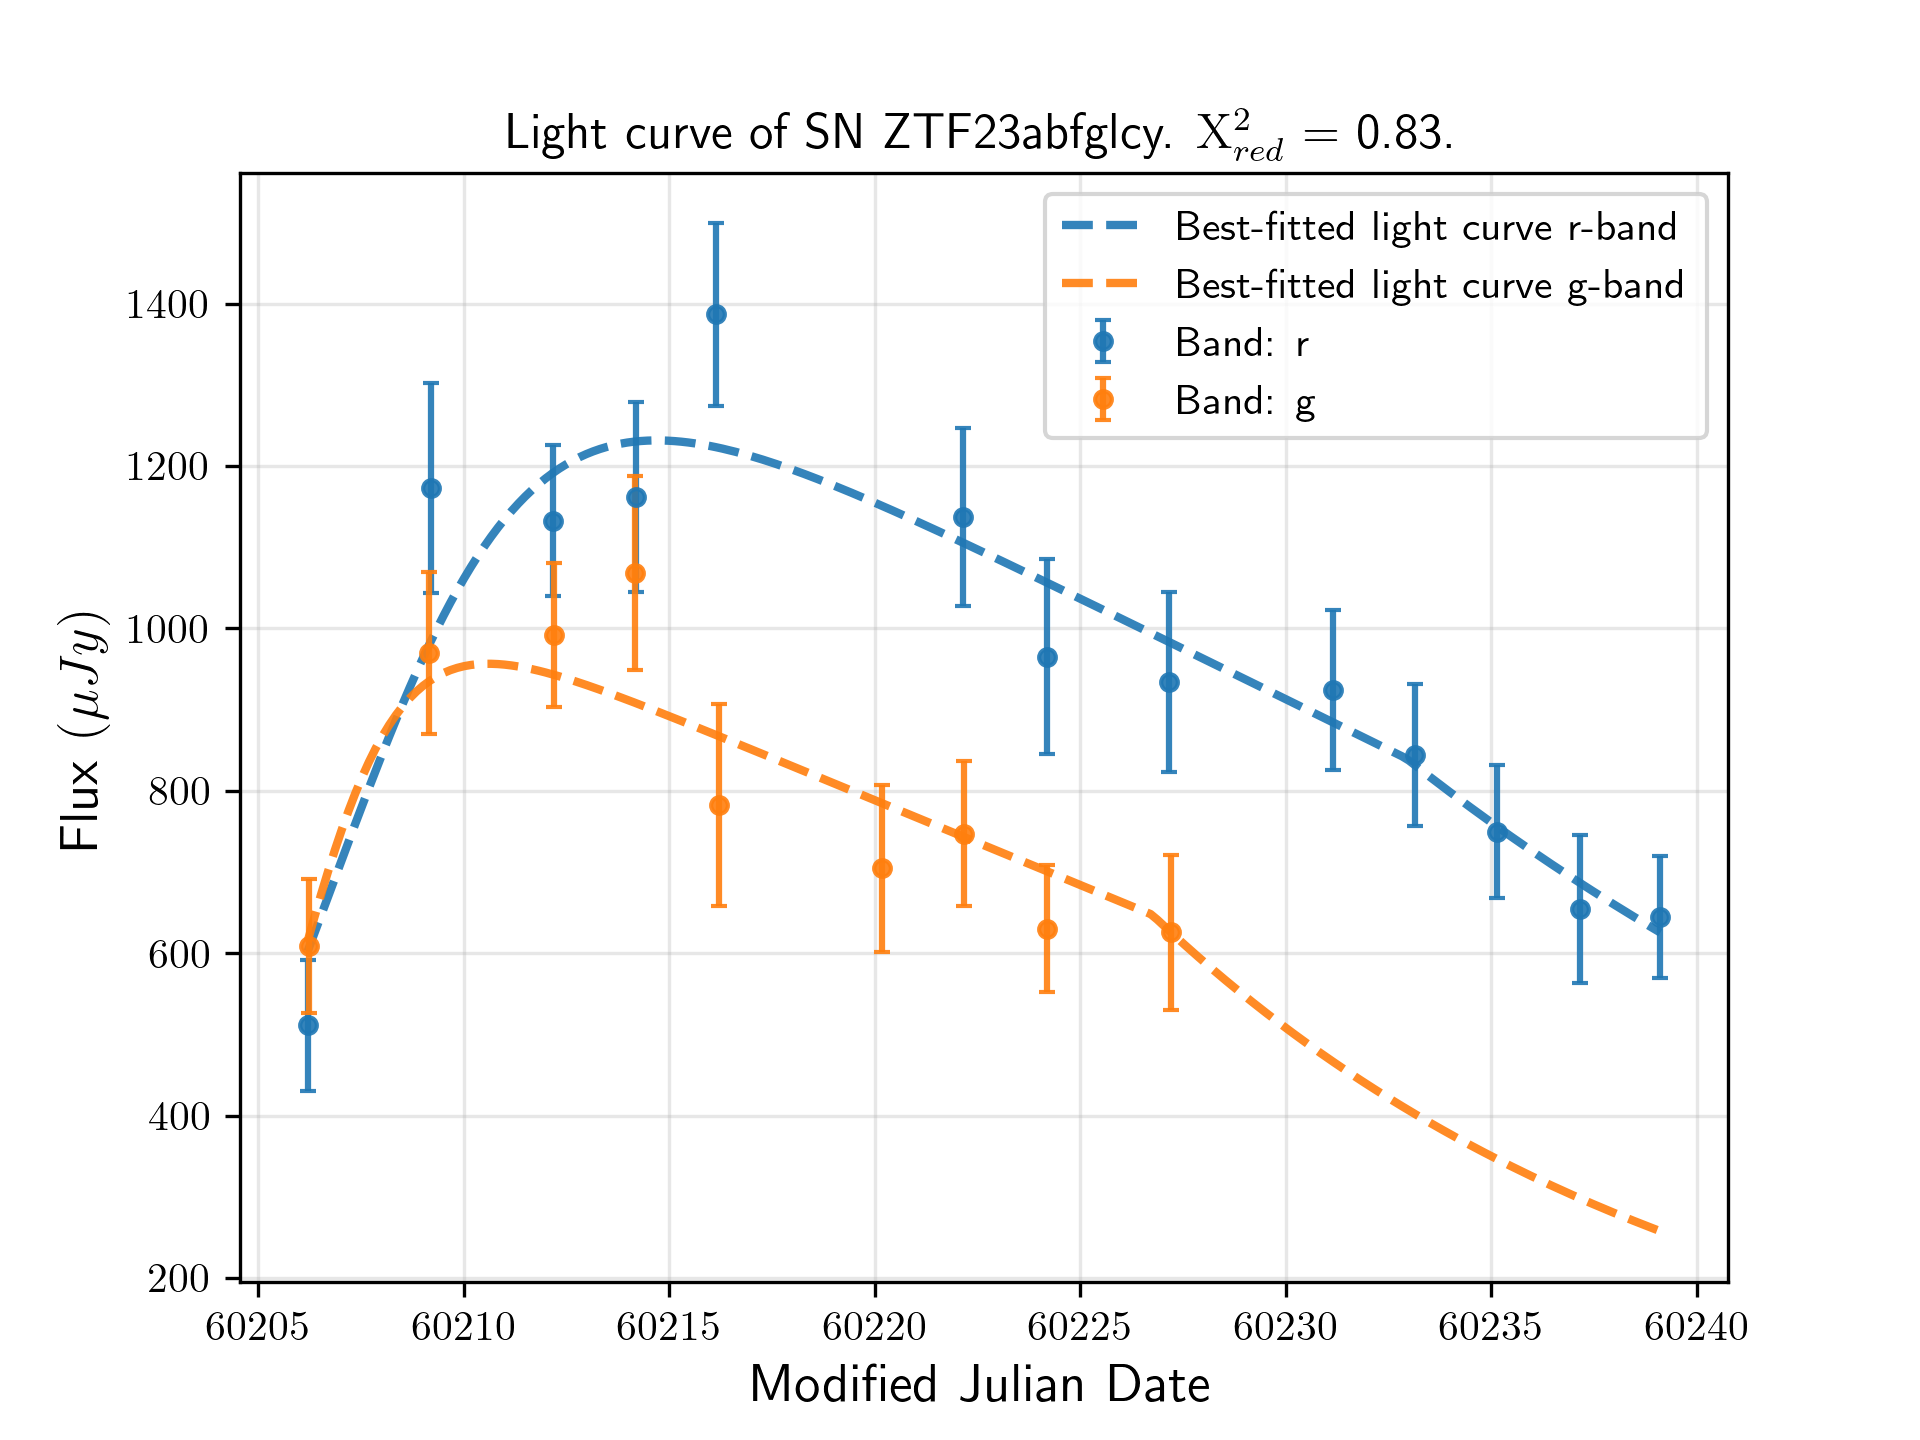 Light curve of SN ZTF23abfglcy. X²_red = 0.83.
Best-fitted light curve r-band
Best-fitted light curve g-band
Band: r
Band: g
Flux (μJy)
1400
1200
1000
800
600
400
200
60205 60210 60215 60220 60225 60230 60235 60240
Modified Julian Date